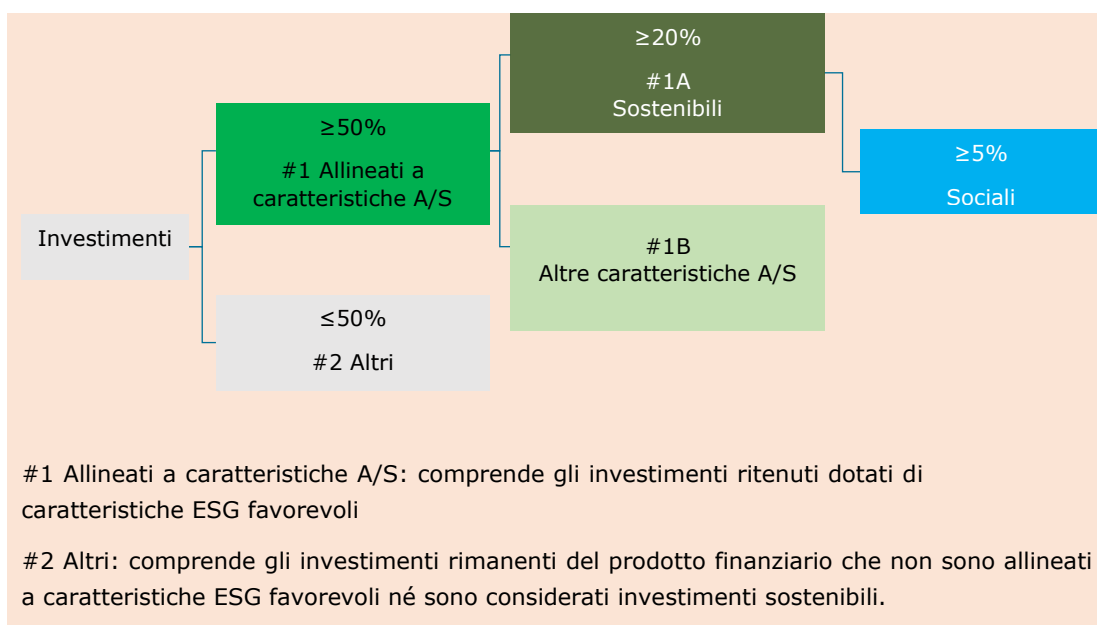 ≥20%
#1A
Sostenibili
≥50%
#1 Allineati a
caratteristiche A/S
≥5%
Sociali
Investimenti
#1B
Altre caratteristiche A/S
≤50%
#2 Altri
#1 Allineati a caratteristiche A/S: comprende gli investimenti ritenuti dotati di
caratteristiche ESG favorevoli
#2 Altri: comprende gli investimenti rimanenti del prodotto finanziario che non sono allineati
a caratteristiche ESG favorevoli né sono considerati investimenti sostenibili.